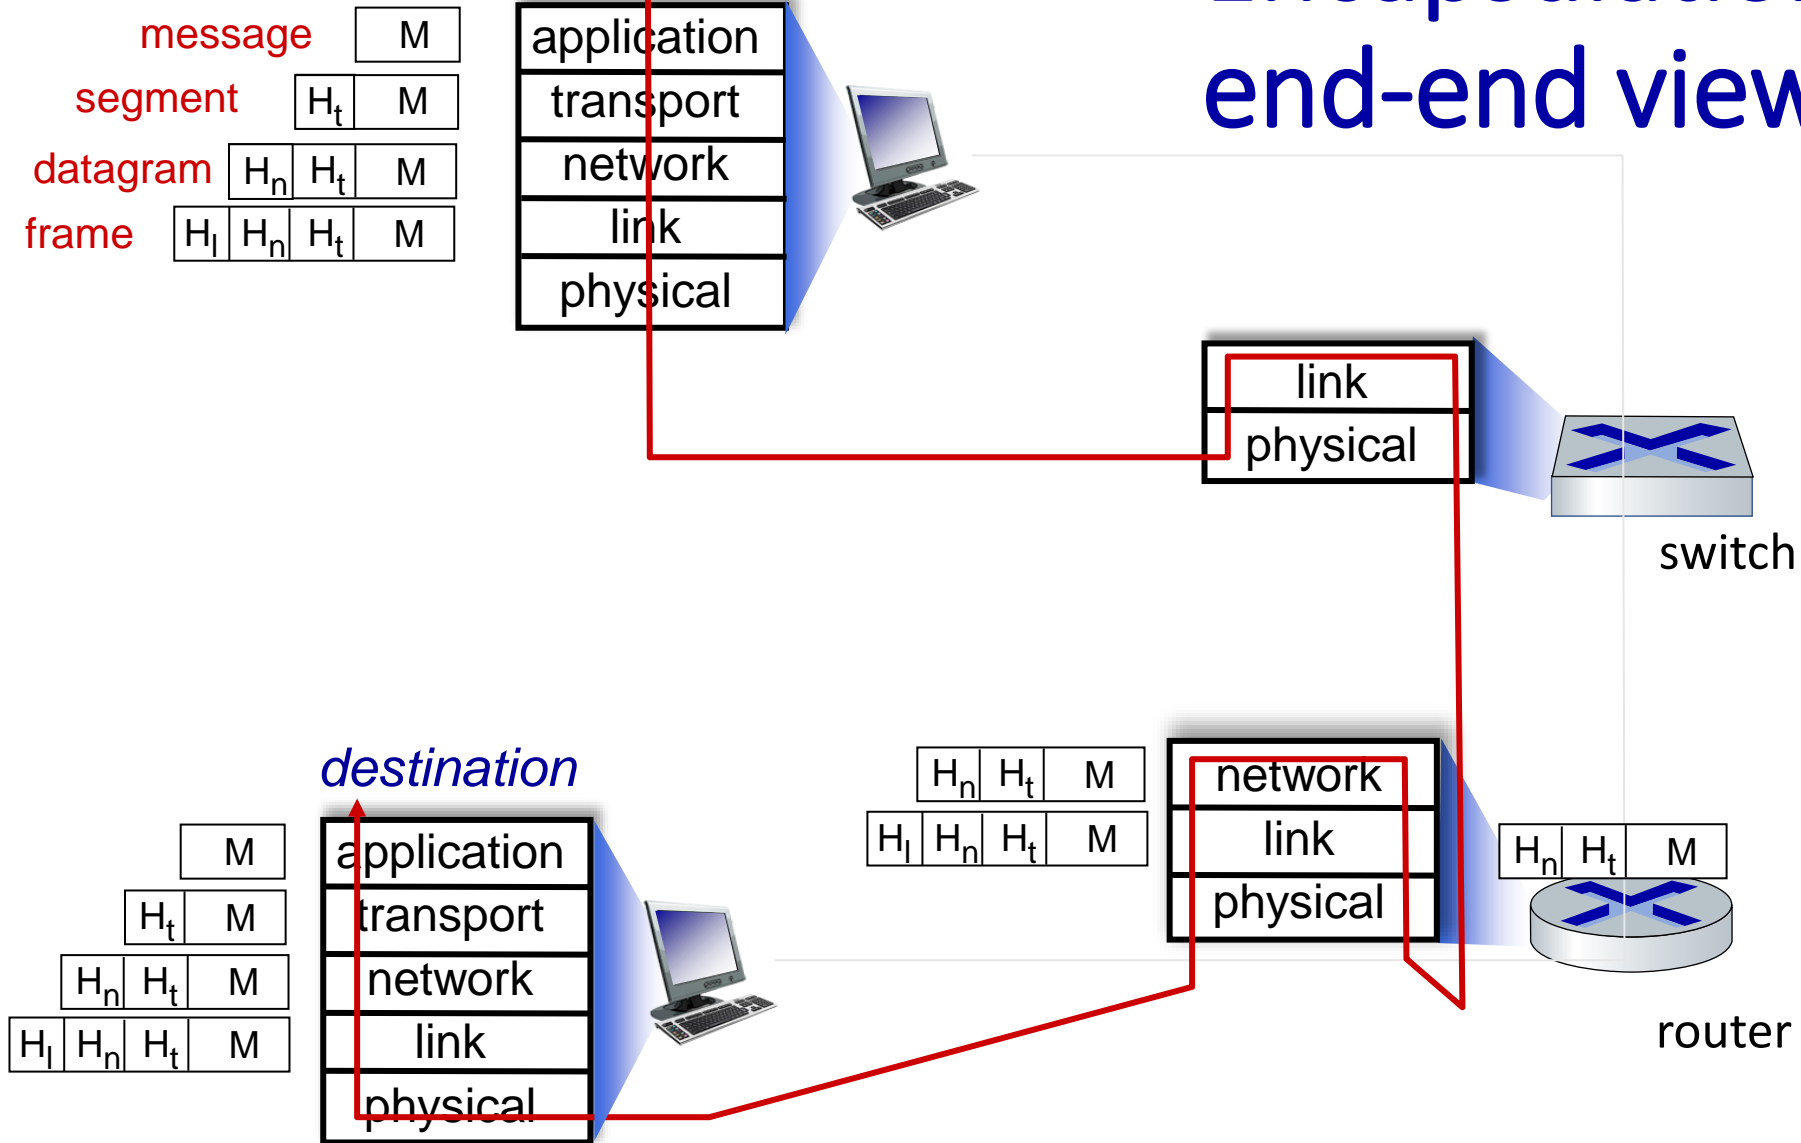 end-end view
message M
segment Ht M
datagram Hn Ht M
frame Hl Hn Ht M
application
transport
network
link
physical
link
physical
switch
Hn Ht M
Hl Hn Ht M
network
link
physical
Hn Ht M
router
destination
M
Ht M
Hn Ht M
Hl Hn Ht M
application
transport
network
link
physical